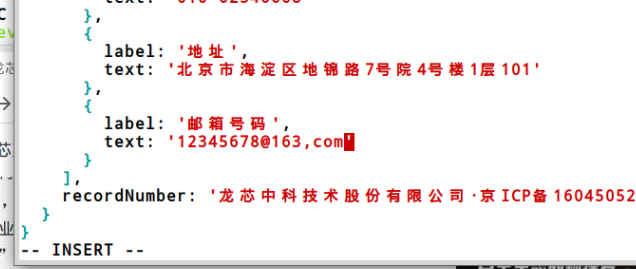 },
{
label: '地址',
text: '北京市海淀区地锦路7号院4号楼1层101'
},
{
label: '邮箱号码',
text: '12345678@163,com'
}
],
recordNumber: '龙芯中科技术股份有限公司·京ICP备16045052
}
}
-- INSERT --